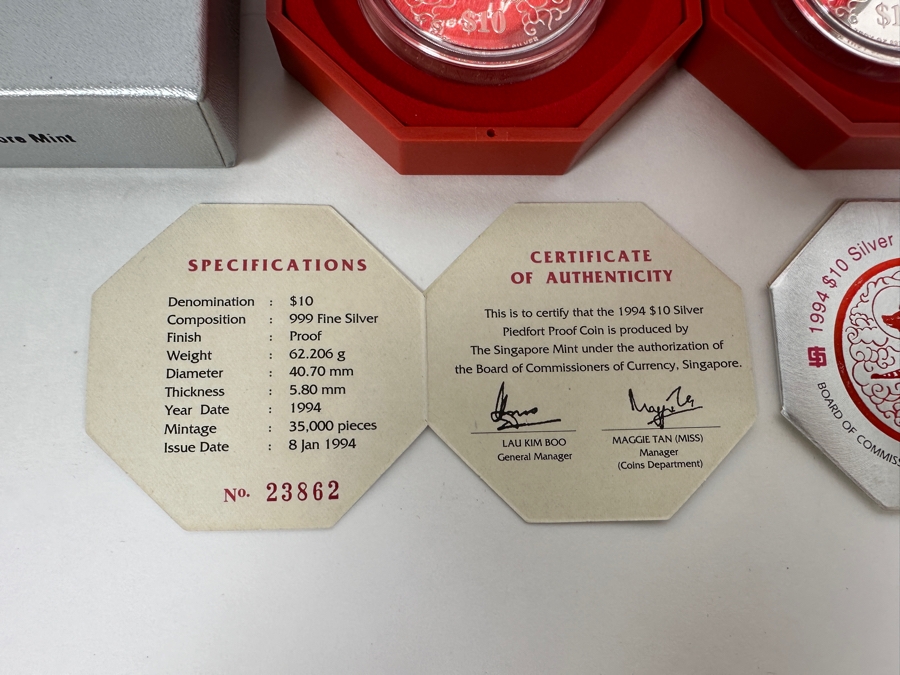 $10
$1
ore Mint
SPECIFICATIONS
Denomination : $10
Composition : 999 Fine Silver
Finish : Proof
Weight : 62.206 g
Diameter : 40.70 mm
Thickness : 5.80 mm
Year Date : 1994
Mintage : 35,000 pieces
Issue Date : 8 Jan 1994
No. 23862
CERTIFICATE
OF AUTHENTICITY
This is to certify that the 1994 $10 Silver
Piedfort Proof Coin is produced by
The Singapore Mint under the authorization of
the Board of Commissioners of Currency, Singapore.
LAU KIM BOO
General Manager
MAGGIE TAN (MISS)
Manager
(Coins Department)
1994 $10 Silver
BOARD OF COMMISS